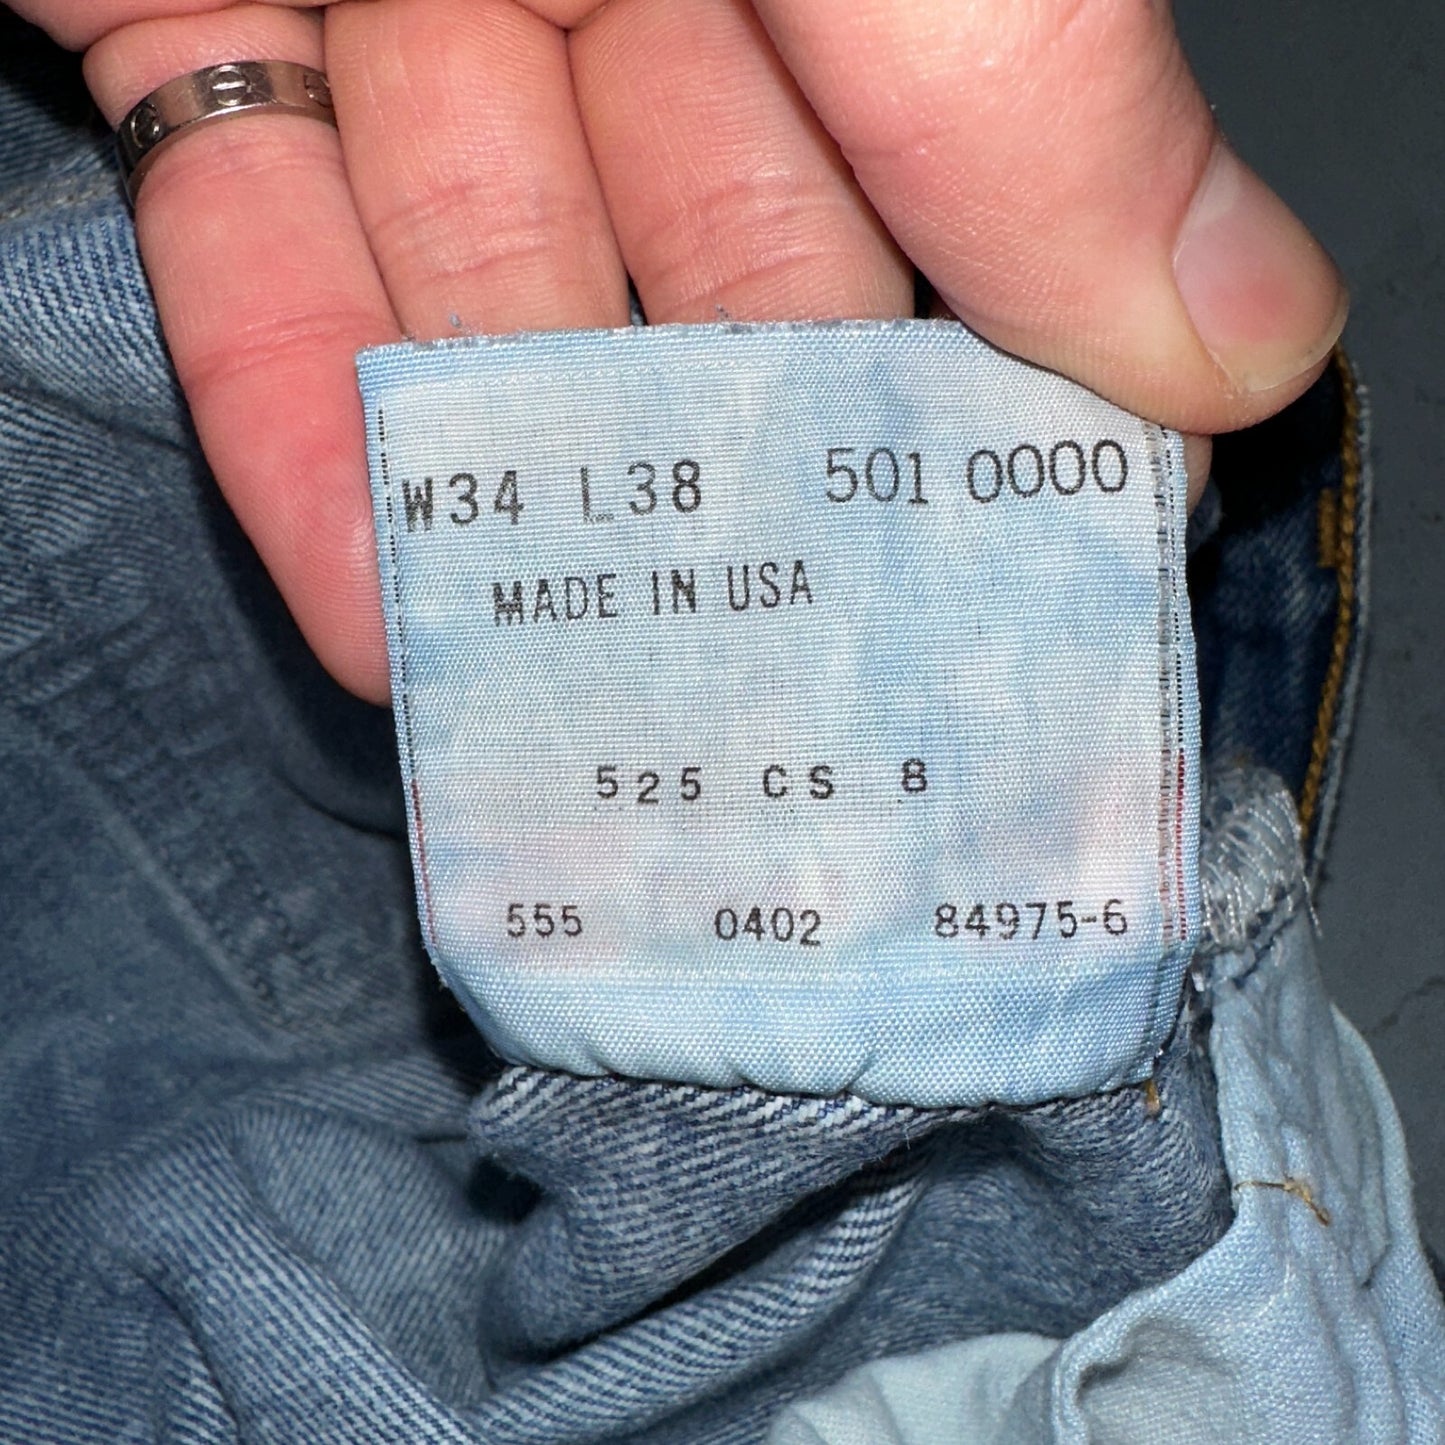 W34 L38 501 0000
MADE IN USA
525 CS 8
555 0402 84975-6